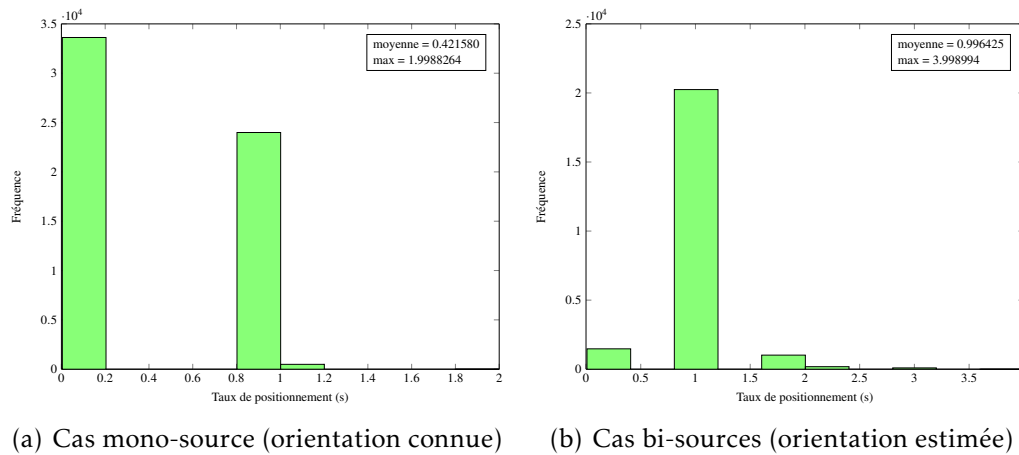 ·10⁴
3.5
3
2.5
2
1.5
1
0.5
0
Fréquence
moyenne = 0.421580
max = 1.9988264
0 0.2 0.4 0.6 0.8 1 1.2 1.4 1.6 1.8 2
Taux de positionnement (s)
(a) Cas mono-source (orientation connue)
·10⁴
2.5
2
1.5
1
0.5
0
Fréquence
moyenne = 0.996425
max = 3.998994
0 0.5 1 1.5 2 2.5 3 3.5
Taux de positionnement (s)
(b) Cas bi-sources (orientation estimée)